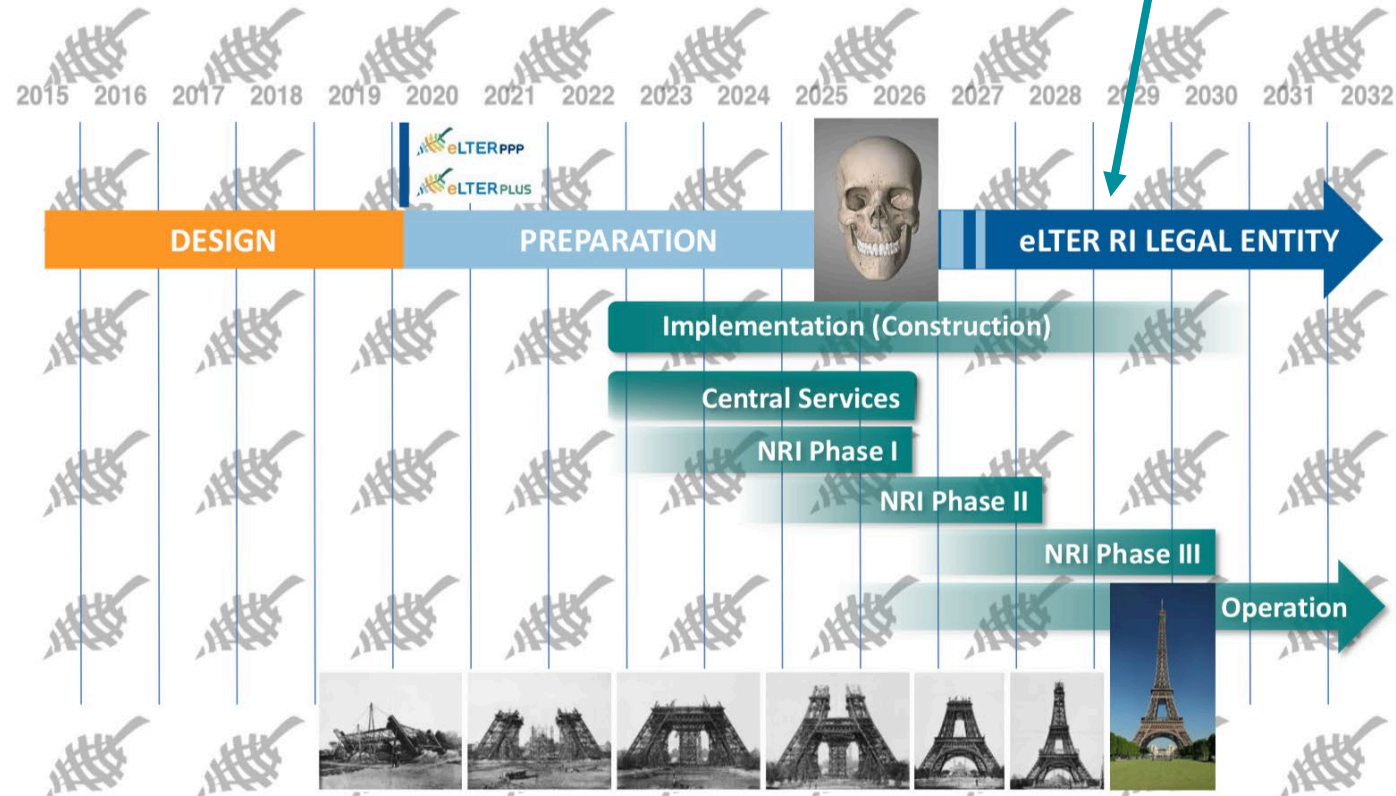 2015 2016 2017 2018 2019 2020 2021 2022 2023 2024 2025 2026 2027 2028 2029 2030 2031 2032
eLTER PPP
eLTER PLUS
DESIGN PREPARATION eLTER RI LEGAL ENTITY
Implementation (Construction)
Central Services
NRI Phase I
NRI Phase II
NRI Phase III
Operation